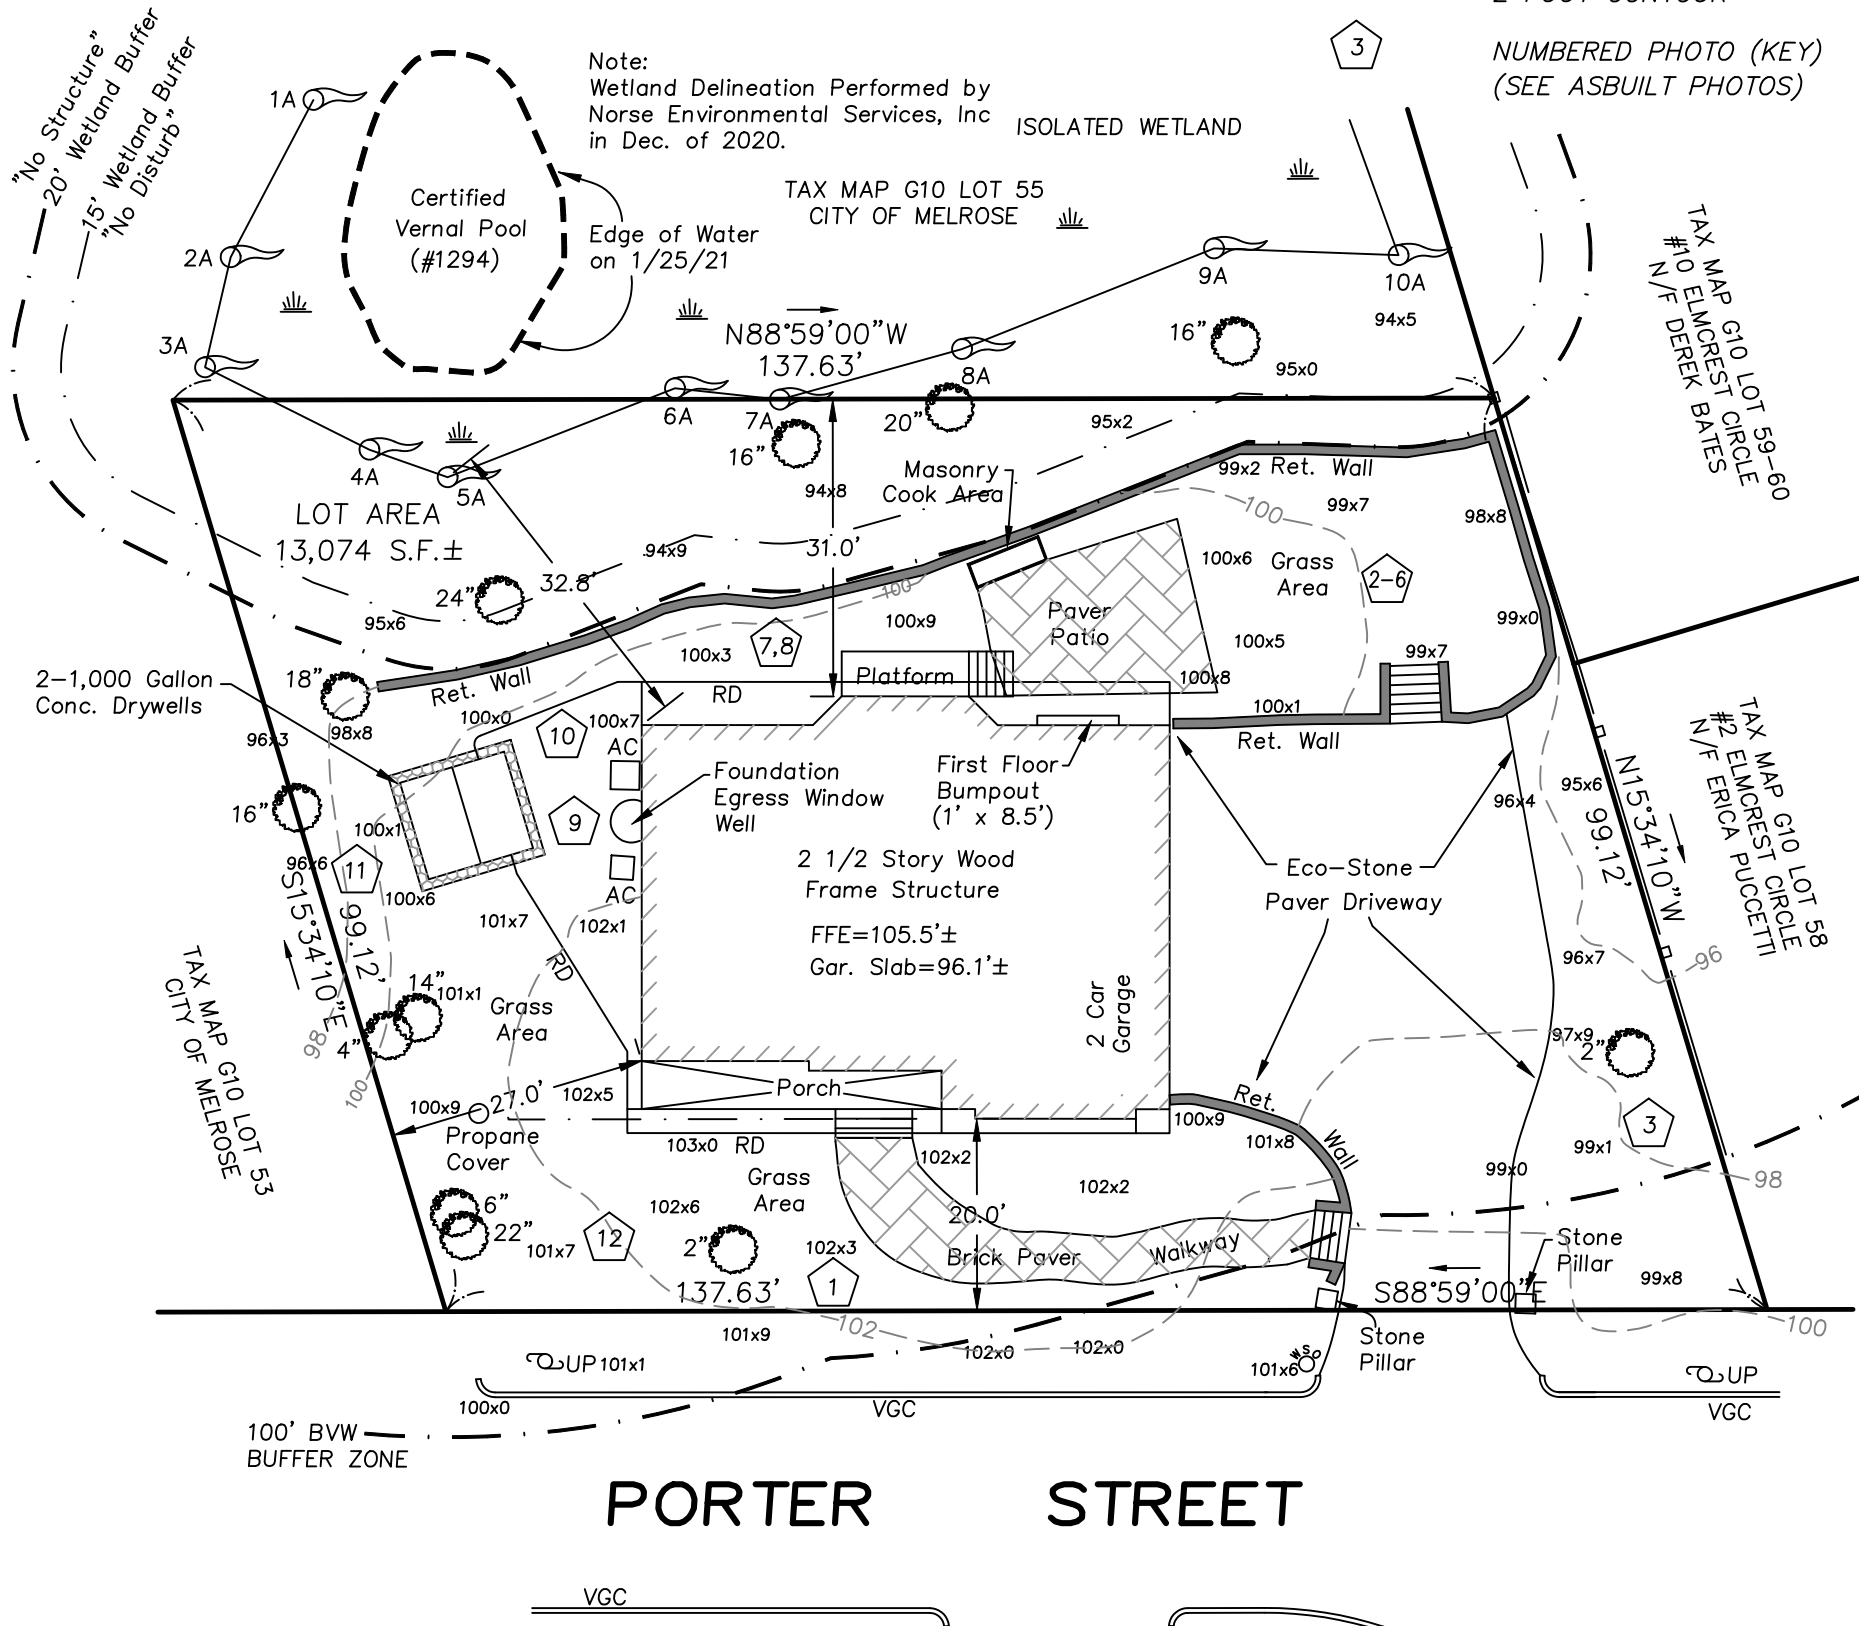 2 FOOT CONTOUR
NUMBERED PHOTO (KEY)
(SEE ASBUILT PHOTOS)
3
"No Structure"
20' Wetland Buffer
15' Wetland Buffer
"No Disturb"
1A
2A
3A
Certified
Vernal Pool
(#1294)
Note:
Wetland Delineation Performed by
Norse Environmental Services, Inc
in Dec. of 2020.
ISOLATED WETLAND
TAX MAP G10 LOT 55
CITY OF MELROSE
Edge of Water
on 1/25/21
N88°59'00"W
137.63'
9A
10A
94x5
16"
95x0
8A
6A
7A
20"
95x2
16"
4A
5A
94x8
Masonry
Cook Area
99x2 Ret. Wall
99x7
100
98x8
TAX MAP G10 LOT 59-60
#10 ELMCREST CIRCLE
N/F DEREK BATES
LOT AREA
13,074 S.F.±
94x9
31.0'
32.8'
24"
95x6
100
100x9
100x6
Grass
Area
2-6
Paver
Patio
100x5
99x0
99x7
7,8
100x3
Platform
100x8
2-1,000 Gallon
Conc. Drywells
18"
Ret. Wall
RD
98x8
96x3
100x0
10
100x7
AC
100x1
Ret. Wall
16"
100x1
9
Foundation
Egress Window
Well
First Floor
Bumpout
(1' x 8.5')
96x4
95x6
N15°34'10"W
99.12'
TAX MAP G10 LOT 58
#2 ELMCREST CIRCLE
N/F ERICA PUCCETTI
96x6
11
100x6
AC
101x7
102x1
2 1/2 Story Wood
Frame Structure
FFE=105.5'±
Gar. Slab=96.1'±
Eco-Stone
Paver Driveway
S15°34'10"E
99.12'
RD
96x7
96
TAX MAP G10 LOT 53
CITY OF MELROSE
14"
101x1
4"
98
100
Grass
Area
2 Car
Garage
97x9
2"
27.0'
100x9
102x5
Porch
Propane
Cover
103x0
RD
Ret.
Wall
100x9
101x8
3
99x1
99x0
98
102x2
102x2
Grass
Area
6"
22"
102x6
101x7
12
2"
102x3
20.0'
Brick Paver
Walkway
Stone
Pillar
99x8
137.63'
1
S88°59'00"E
100
101x9
102
102x0
102x0
Stone
Pillar
UP 101x1
WSO
101x6
UP
100x0
VGC
VGC
100' BVW
BUFFER ZONE
PORTER STREET
VGC